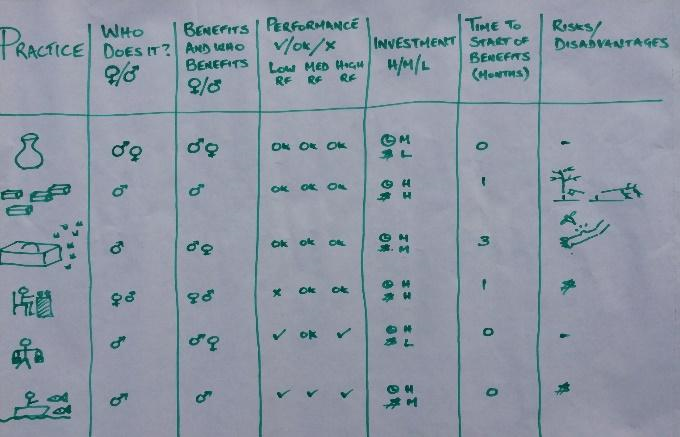 PRACTICE
WHO
DOES IT?
♀/♂
BENEFITS
AND WHO
BENEFITS
♀/♂
PERFORMANCE
✓/OK/X
LOW MED HIGH
RF RF RF
INVESTMENT
H/M/L
TIME TO
START OF
BENEFITS
(MONTHS)
RISKS/
DISADVANTAGES
♂♀ ♂♀ OK OK OK M 0 -
$ L
♂ ♂ OK OK OK H 1
$ H
♂ ♂♀ OK OK OK M 3
$ M
♀♂ ♀♂ X OK OK H 1 $
$ H
♂ ♂♀ ✓ OK ✓ H 0 -
$ L
♂ ♂ ✓ ✓ ✓ H 0 $
$ M